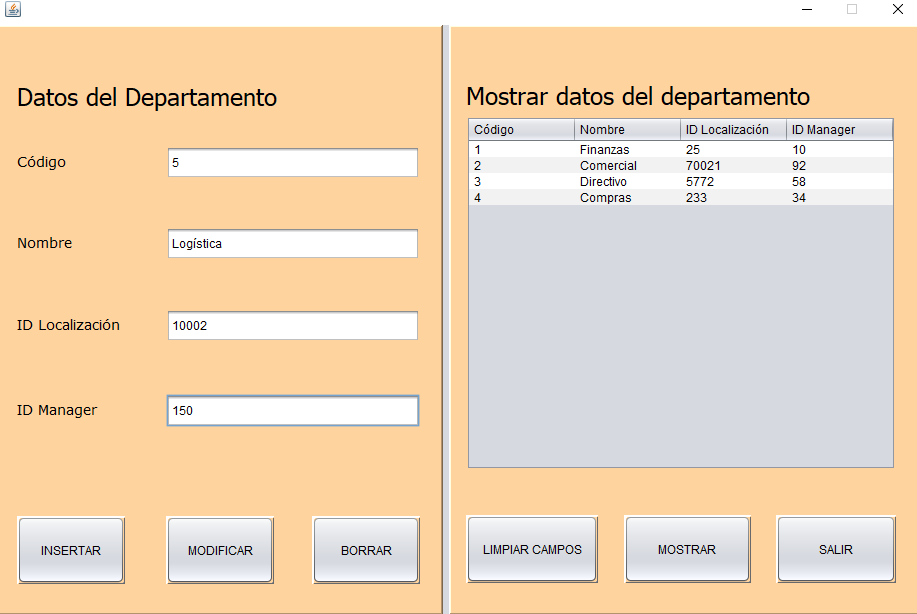 Datos del Departamento
Código 5
Nombre Logística
ID Localización 10002
ID Manager 150
INSERTAR MODIFICAR BORRAR
Mostrar datos del departamento
Código Nombre ID Localización ID Manager
1 Finanzas 25 10
2 Comercial 70021 92
3 Directivo 5772 58
4 Compras 233 34
LIMPIAR CAMPOS MOSTRAR SALIR